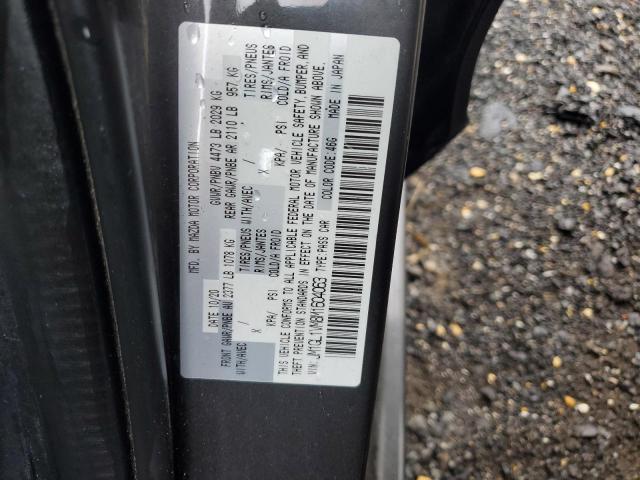 MFD. BY MAZDA MOTOR CORPORATION
DATE: 10/20 GVWR/PNBV 4473 LB 2029 KG
FRONT GAWR/PNBE AV 2377 LB 1078 KG REAR GAWR/PNBE AR 2110 LB 957 KG
WITH/AVEC / TIRES/PNEUS WITH/AVEC / TIRES/PNEUS
X RIMS/JANTES X RIMS/JANTES
KPA/ PSI COLD/A FROID KPA/ PSI COLD/A FROID
THIS VEHICLE CONFORMS TO ALL APPLICABLE FEDERAL MOTOR VEHICLE SAFETY, BUMPER, AND
THEFT PREVENTION STANDARDS IN EFFECT ON THE DATE OF MANUFACTURE SHOWN ABOVE.
VIN: JM1GL1VM8M1604063 TYPE:PASS CAR COLOR CODE:46G MADE IN JAPAN